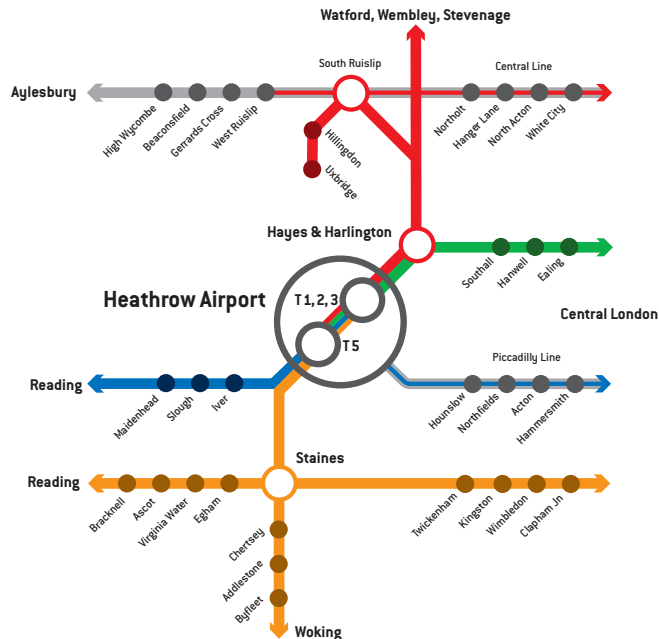 Watford, Wembley, Stevenage
South Ruislip
Central Line
Aylesbury
High Wycombe
Beaconsfield
Gerrards Cross
West Ruislip
Northolt
Hanger Lane
North Acton
White City
Hillingdon
Uxbridge
Hayes & Harlington
Southall
Hanwell
Ealing
Heathrow Airport
T 1, 2, 3
Central London
T 5
Piccadilly Line
Reading
Maidenhead
Slough
Iver
Hounslow
Northfields
Acton
Hammersmith
Staines
Reading
Bracknell
Ascot
Virginia Water
Egham
Twickenham
Kingston
Wimbledon
Clapham Jn
Chertsey
Addlestone
Byfleet
Woking